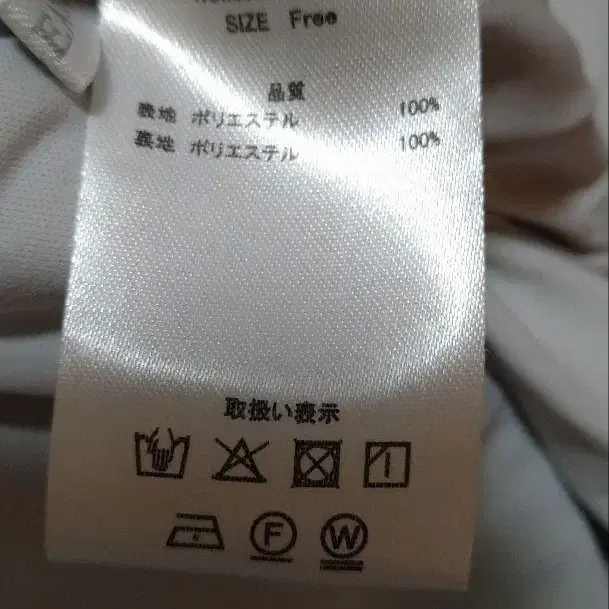 SIZE Free
品質
表地 ポリエステル 100%
裏地 ポリエステル 100%
取扱い表示
F W